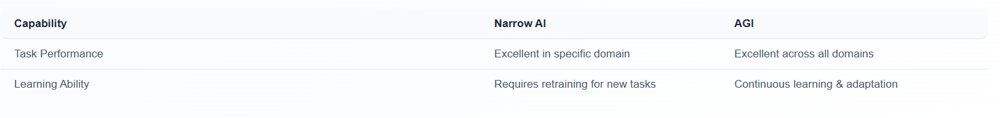 Capability Narrow AI AGI
Task Performance Excellent in specific domain Excellent across all domains
Learning Ability Requires retraining for new tasks Continuous learning & adaptation